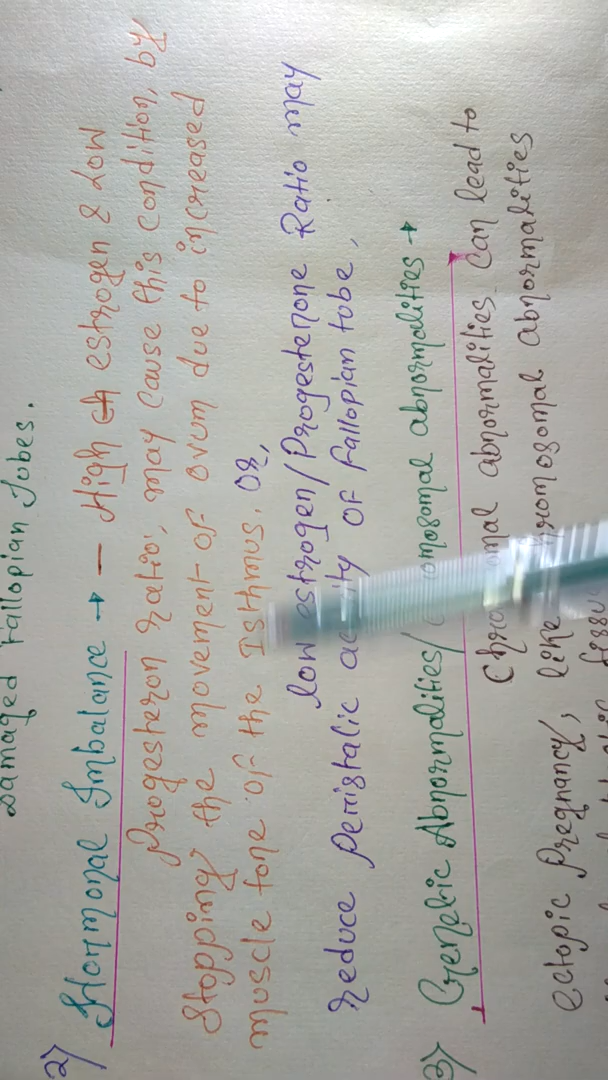 Damaged Fallopian Tubes.
2) Hormonal Imbalance → — High estrogen & Low
Progesteron ratio, may cause this condition, by
Stopping the movement of ovum due to increased
muscle tone of the Isthmus. OR,
low estrogen/Progesterone Ratio may
reduce peristalic of fallopian tube,
3) Genetic Abnormalities/ abnormalities →
abnormalities can lead to
ectopic pregnancy, like abnormalities